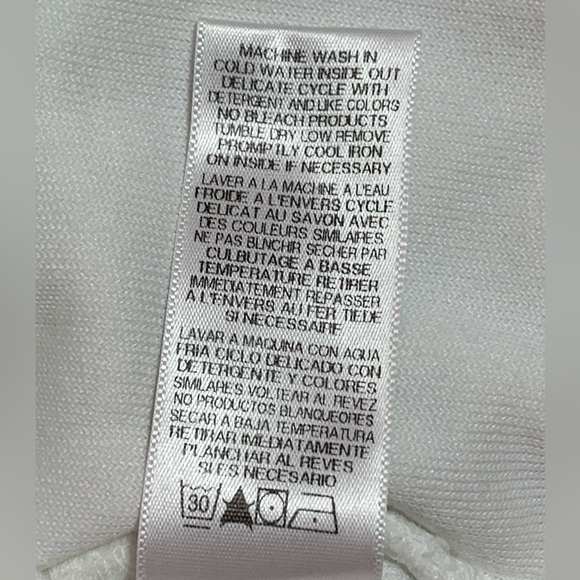 MACHINE WASH IN
COLD WATER INSIDE OUT
DELICATE CYCLE WITH
DETERGENT AND LIKE COLORS
NO BLEACH PRODUCTS
TUMBLE DRY LOW REMOVE
PROMPTLY COOL IRON
ON INSIDE IF NECESSARY
LAVER A LA MACHINE A L'EAU
FROIDE A L'ENVERS CYCLE
DELICAT AU SAVON AVEC
DES COULEURS SIMILAIRES
NE PAS BLNCHIR SECHER PAR
CULBUTAGE A BASSE
TEMPERATURE RETIRER
IMMEDIATEMENT REPASSER
A L'ENVERS AU FER TIEDE
SI NECESSAIRE
LAVAR A MAQUINA CON AGUA
FRIA CICLO DELICADO CON
DETERGENTE Y COLORES
SIMILARES VOLTEAR AL REVEZ
NO PRODUCTOS BLANQUEORES
SECAR A BAJA TEMPERATURA
RETIRAR IMEDIATAMENTE
PLANCHAR AL REVES
SI ES NECESARIO
30